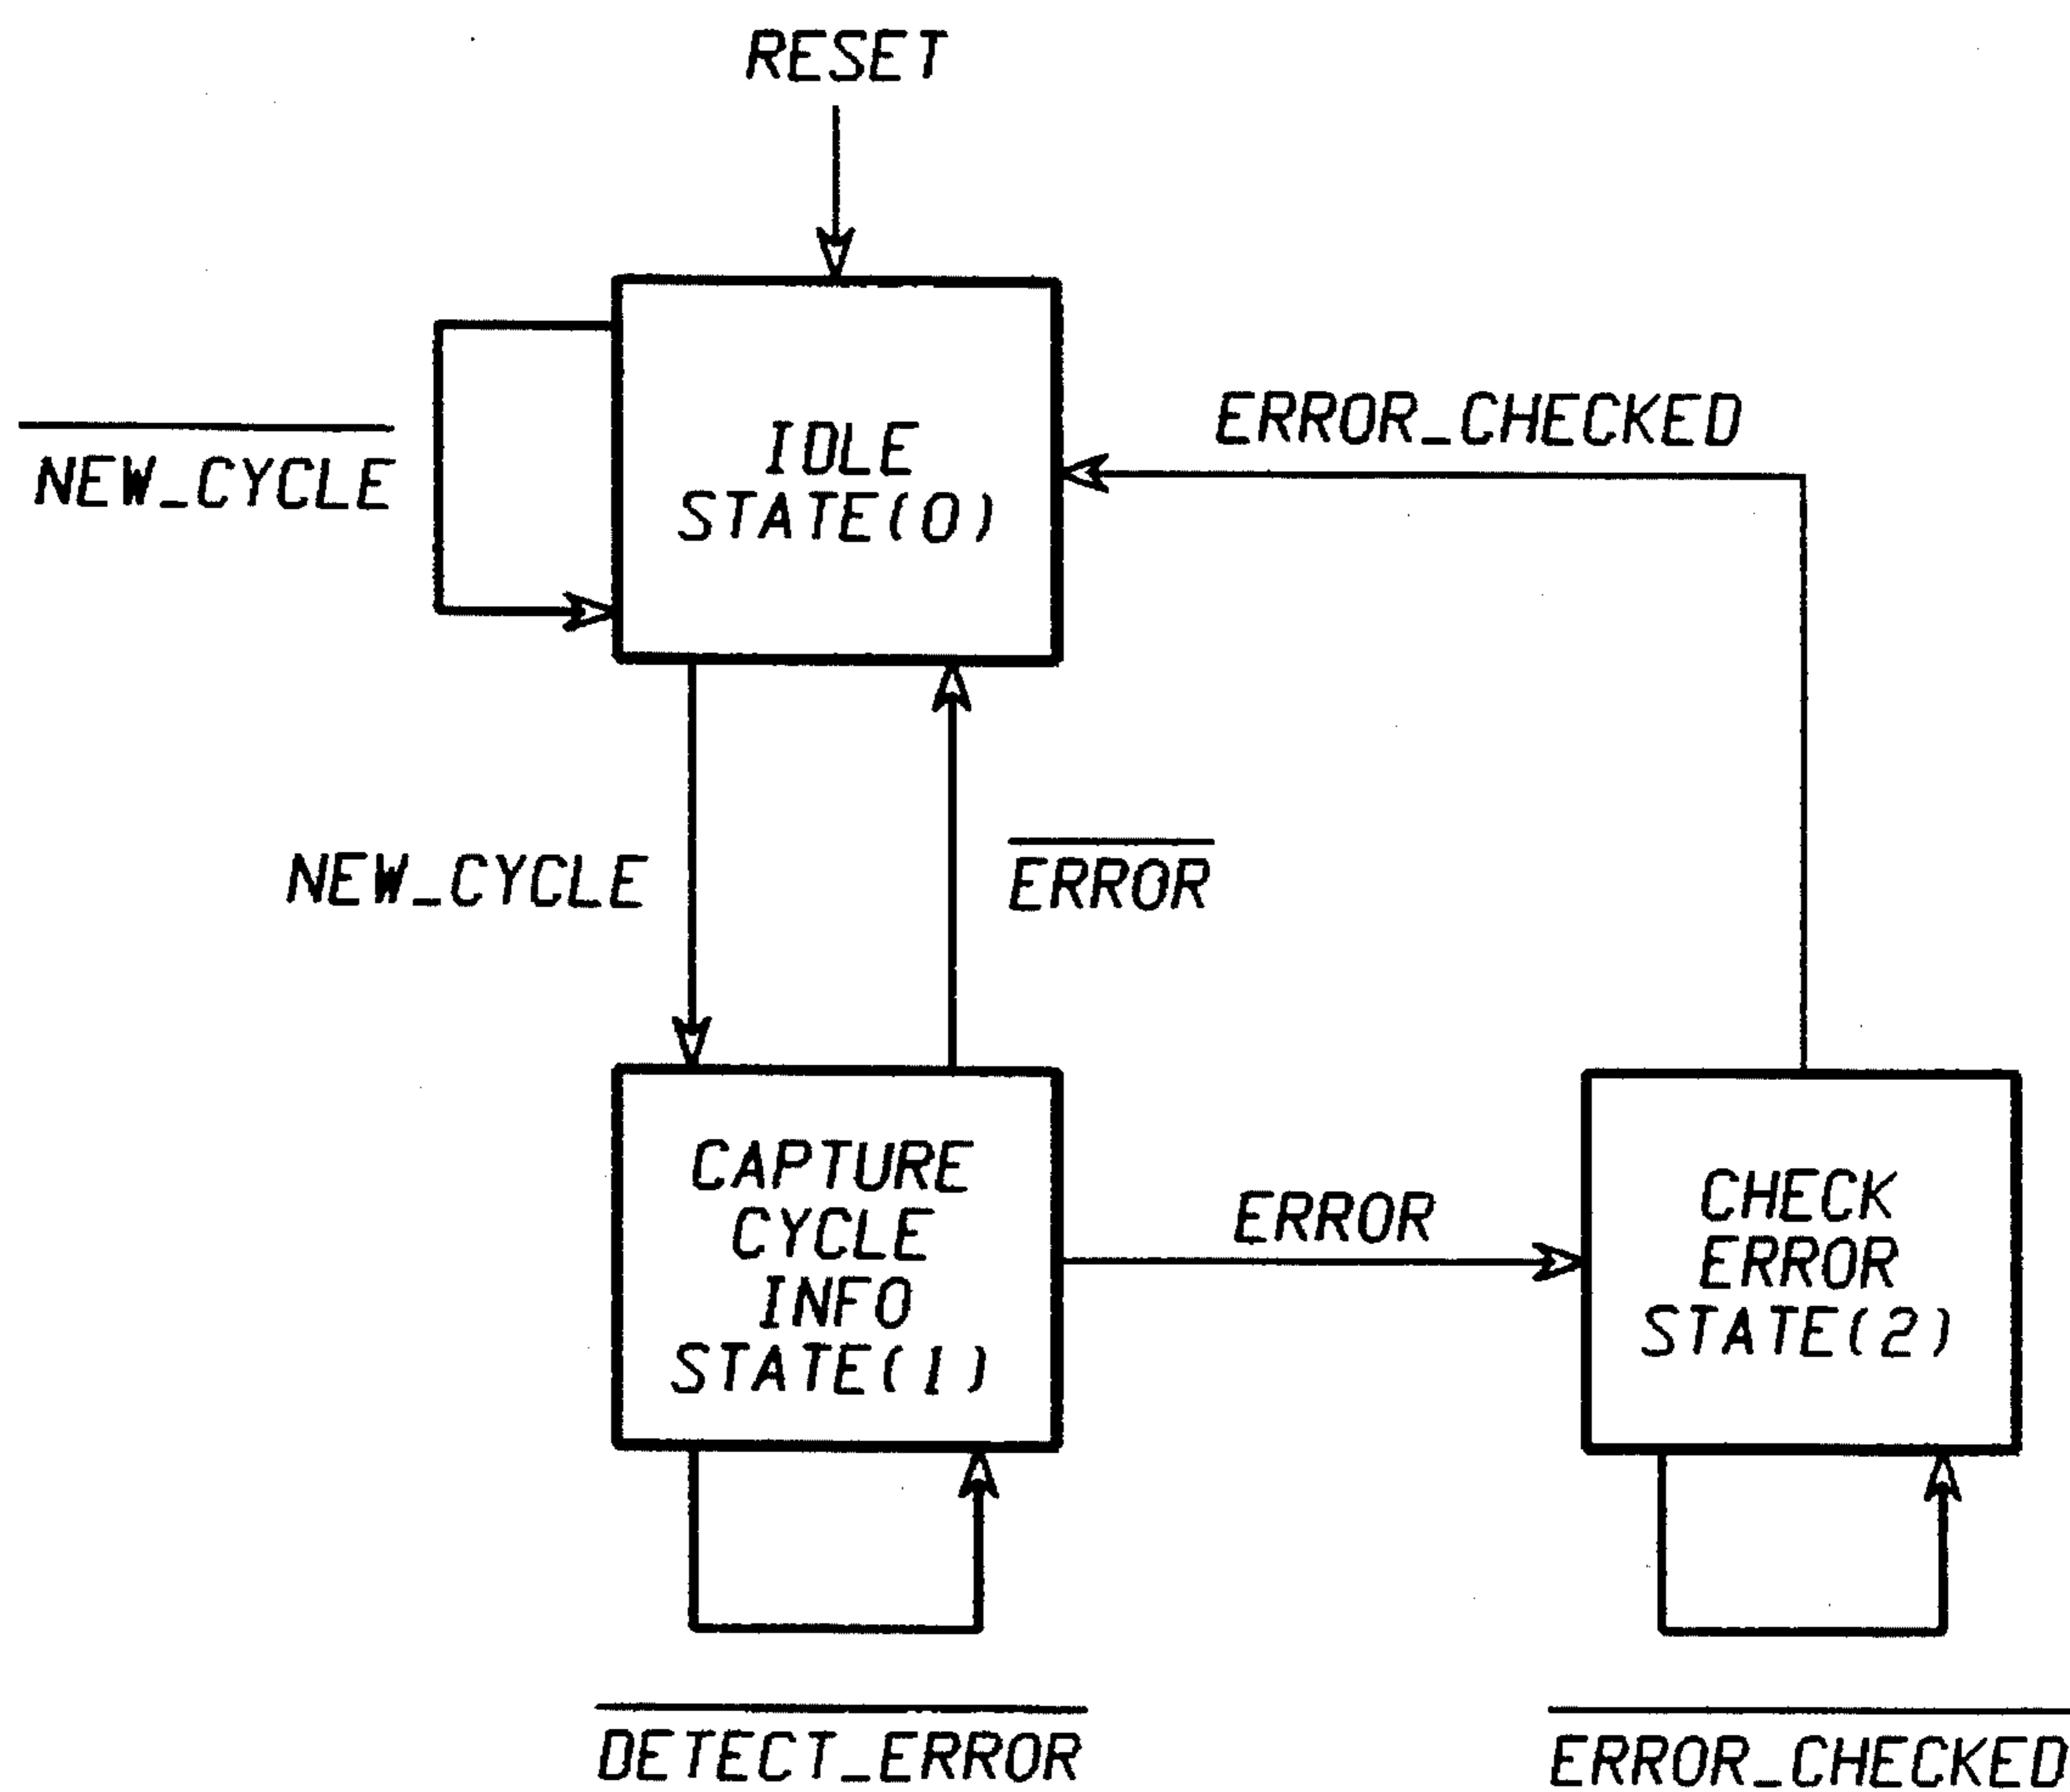 RESET
NEW_CYCLE
IDLE
STATE(0)
ERROR_CHECKED
NEW_CYCLE
ERROR
CAPTURE
CYCLE
INFO
STATE(1)
ERROR
CHECK
ERROR
STATE(2)
DETECT_ERROR
ERROR_CHECKED